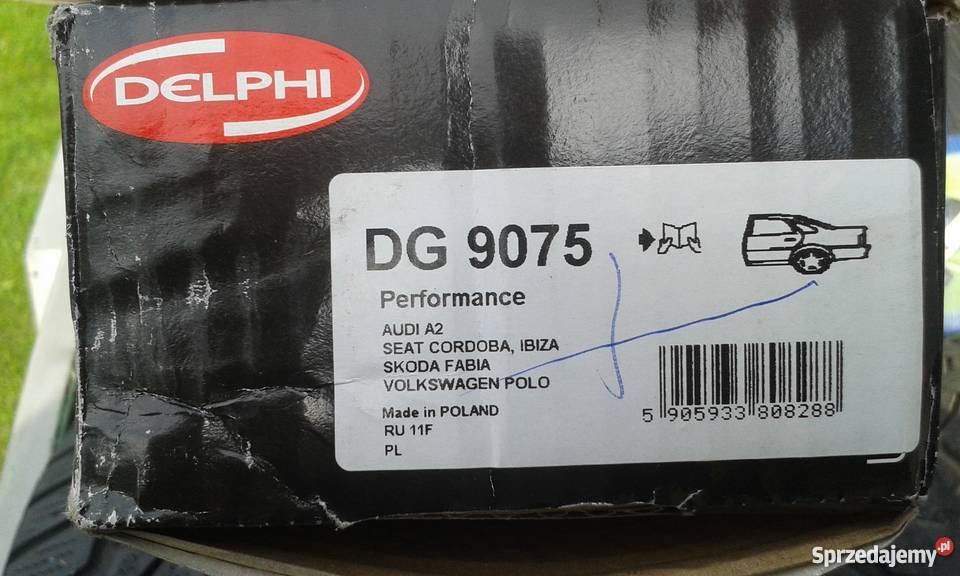 DELPHI
DG 9075
Performance
AUDI A2
SEAT CORDOBA, IBIZA
SKODA FABIA
VOLKSWAGEN POLO
Made in POLAND
RU 11F
PL
5 905933 808288
Sprzedajemy.pl